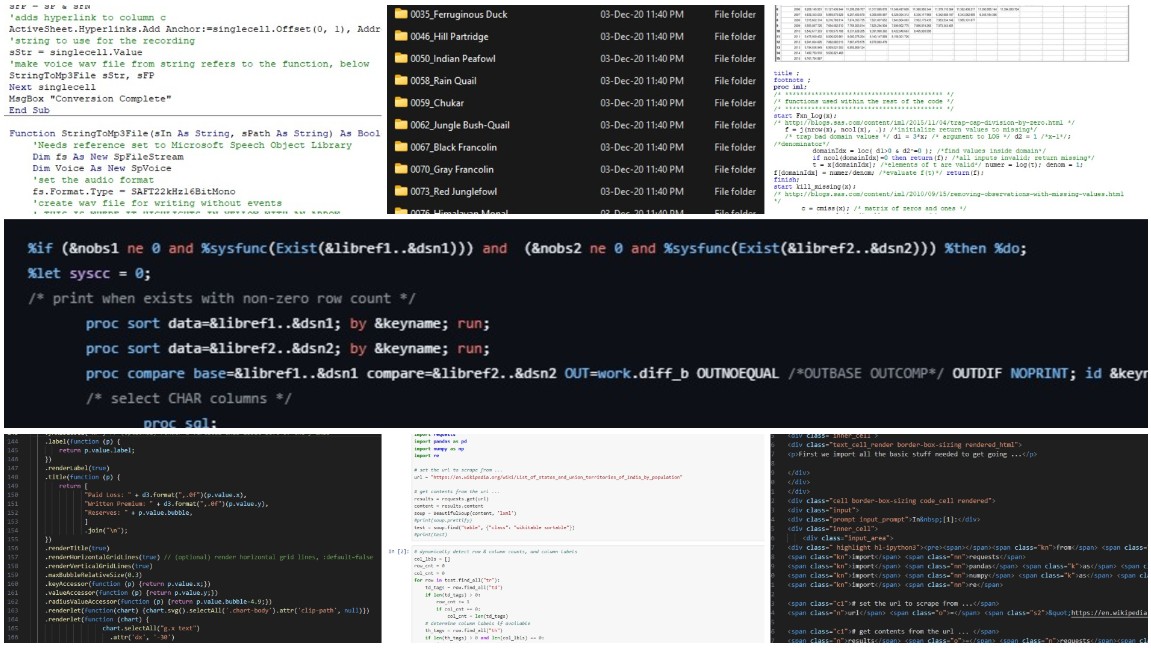 sFP = SP & sFN
'adds hyperlink to column c
ActiveSheet.Hyperlinks.Add Anchor:=singlecell.Offset(0, 1), Addr
'string to use for the recording
sStr = singlecell.Value
'make voice wav file from string refers to the function, below
StringToMp3File sStr, sFP
Next singlecell
MsgBox "Conversion Complete"
End Sub
Function StringToMp3File(sIn As String, sPath As String) As Bool
'Needs reference set to Microsoft Speech Object Library
Dim fs As New SpFileStream
Dim Voice As New SpVoice
'set the audio format
fs.Format.Type = SAFT22kHz16BitMono
'create wav file for writing without events
0035_Ferruginous Duck 03-Dec-20 11:40 PM File folder
0046_Hill Partridge 03-Dec-20 11:40 PM File folder
0050_Indian Peafowl 03-Dec-20 11:40 PM File folder
0058_Rain Quail 03-Dec-20 11:40 PM File folder
0059_Chukar 03-Dec-20 11:40 PM File folder
0062_Jungle Bush-Quail 03-Dec-20 11:40 PM File folder
0067_Black Francolin 03-Dec-20 11:40 PM File folder
0070_Gray Francolin 03-Dec-20 11:40 PM File folder
0073_Red Junglefowl 03-Dec-20 11:40 PM File folder
0076_Himalayan Monal 03-Dec-20 11:40 PM File folder
title ;
footnote ;
proc iml;
/* functions used within the rest of the code */
start Fxn_Log(x);
/* http://blogs.sas.com/content/iml/2015/11/04/trap-cap-division-by-zero.html */
f = j(nrow(x), ncol(x), .); /*initialize return values to missing*/
/* trap bad domain values */ d1 = 3*x; /* argument to LOG */ d2 = 1 /*x-1*/;
/*denominator*/
domainIdx = loc( d1>0 & d2^=0 ); /*find values inside domain*/
if ncol(domainIdx)=0 then return(f); /*all inputs invalid; return missing*/
t = x[domainIdx]; /*elements of t are valid*/ numer = log(t); denom = 1;
f[domainIdx] = numer/denom; /*evaluate f(t)*/ return(f);
finish;
start kill_missing(x);
/* http://blogs.sas.com/content/iml/2010/09/15/removing-observations-with-missing-values.html
*/
c = cmiss(x); /* matrix of zeros and ones */
%if (&nobs1 ne 0 and %sysfunc(Exist(&libref1..&dsn1))) and (&nobs2 ne 0 and %sysfunc(Exist(&libref2..&dsn2))) %then %do;
%let syscc = 0;
/* print when exists with non-zero row count */
proc sort data=&libref1..&dsn1; by &keyname; run;
proc sort data=&libref2..&dsn2; by &keyname; run;
proc compare base=&libref1..&dsn1 compare=&libref2..&dsn2 OUT=work.diff_b OUTNOEQUAL /*OUTBASE OUTCOMP*/ OUTDIF NOPRINT; id &keyn
/* select CHAR columns */
proc sql;
144 .label(function (p) {
145 return p.value.label;
146 })
147 .renderLabel(true)
148 .title(function (p) {
149 return [
150 "Paid Loss: " + d3.format(",.0f")(p.value.x),
151 "Written Premium: " + d3.format(",.0f")(p.value.y),
152 "Reserves: " + p.value.bubble,
153 ]
154 .join("\n");
155 })
156 .renderTitle(true)
157 .renderHorizontalGridLines(true) // (optional) render horizontal grid lines, :default=false
158 .renderVerticalGridLines(true)
159 .maxBubbleRelativeSize(0.3)
160 .keyAccessor(function (p) {return p.value.x;})
161 .valueAccessor(function (p) {return p.value.y;})
162 .radiusValueAccessor(function (p) {return p.value.bubble-4.9;})
163 .renderlet(function(chart) {chart.svg().selectAll('.chart-body').attr('clip-path', null)})
164 .renderlet(function (chart) {
165 chart.selectAll("g.x text")
166 .attr('dx', '-30')
import requests
import pandas as pd
import numpy as np
import re
# set the url to scrape from ...
url = "https://en.wikipedia.org/wiki/List_of_states_and_union_territories_of_India_by_population"
# get contents from the url ...
results = requests.get(url)
content = results.content
soup = BeautifulSoup(content, 'lxml')
#print(soup.prettify)
test = soup.find("table", {"class": "wikitable sortable"})
#print(test)
In [2]: # dynamically detect row & column counts, and column labels
col_lbls = []
row_cnt = 0
col_cnt = 0
for row in test.find_all("tr"):
td_tags = row.find_all("td")
if len(td_tags) > 0:
row_cnt += 1
if col_cnt == 0:
col_cnt = len(td_tags)
# determine column labels if available
th_tags = row.find_all("th")
if len(th_tags) > 0 and len(col_lbls) == 0:
<div class="inner_cell">
<div class="text_cell_render border-box-sizing rendered_html">
<p>First we import all the basic stuff needed to get going ...</p>
</div>
</div>
</div>
<div class="cell border-box-sizing code_cell rendered">
<div class="input">
<div class="prompt input_prompt">In&nbsp;[1]:</div>
<div class="inner_cell">
<div class="input_area">
<div class=" highlight hl-ipython3"><pre><span></span><span class="kn">from</span> <span
<span class="kn">import</span> <span class="nn">requests</span>
<span class="kn">import</span> <span class="nn">pandas</span> <span class="k">as</span> <span c
<span class="kn">import</span> <span class="nn">numpy</span> <span class="k">as</span> <span cl
<span class="kn">import</span> <span class="nn">re</span>
<span class="c1"># set the url to scrape from ...</span>
<span class="n">url</span> <span class="o">=</span> <span class="s2">&quot;https://en.wikipedia
<span class="c1"># get contents from the url ... </span>
<span class="n">results</span> <span class="o">=</span> <span class="n">requests</span><span c